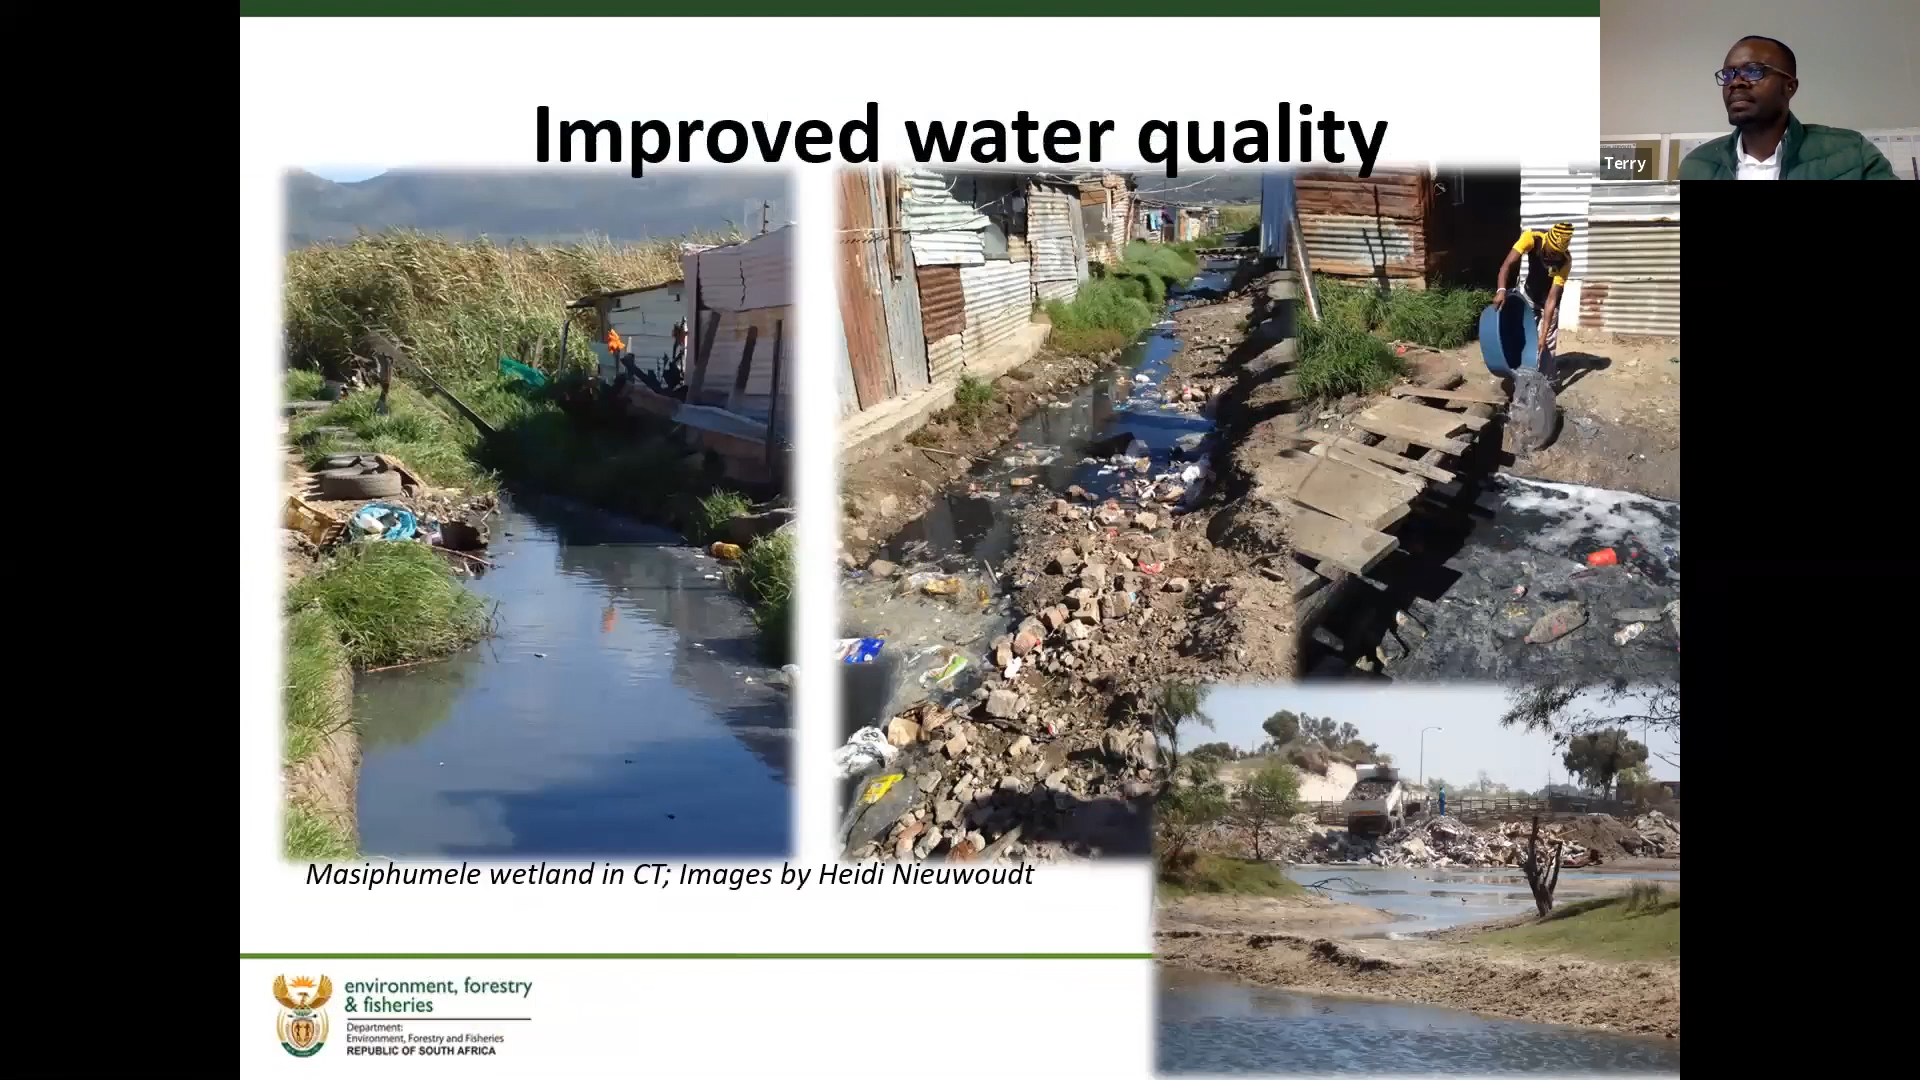 Improved water quality
Terry
Masiphumele wetland in CT; Images by Heidi Nieuwoudt
environment, forestry
& fisheries
Department:
Environment, Forestry and Fisheries
REPUBLIC OF SOUTH AFRICA